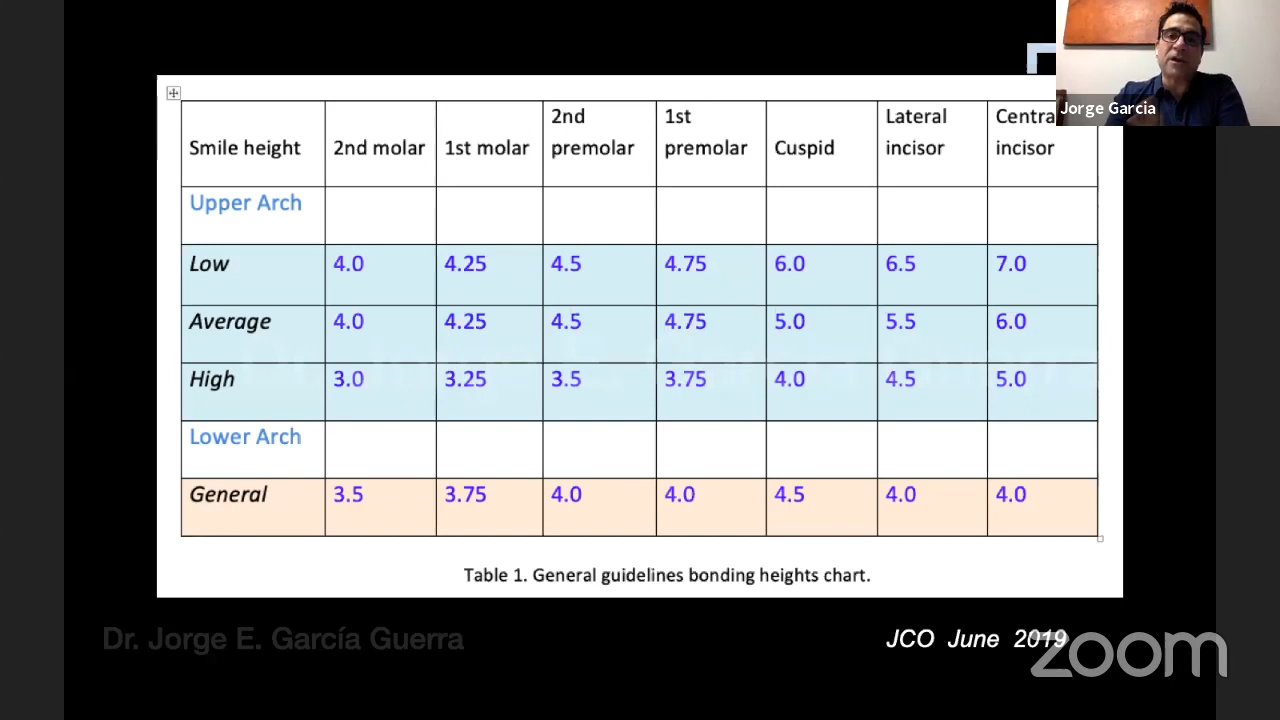 Jorge Garcia
2nd 1st Lateral Centra
Smile height 2nd molar 1st molar premolar premolar Cuspid incisor incisor
Upper Arch
Low 4.0 4.25 4.5 4.75 6.0 6.5 7.0
Average 4.0 4.25 4.5 4.75 5.0 5.5 6.0
High 3.0 3.25 3.5 3.75 4.0 4.5 5.0
Lower Arch
General 3.5 3.75 4.0 4.0 4.5 4.0 4.0
Table 1. General guidelines bonding heights chart.
Dr. Jorge E. García Guerra
JCO June 2019
zoom